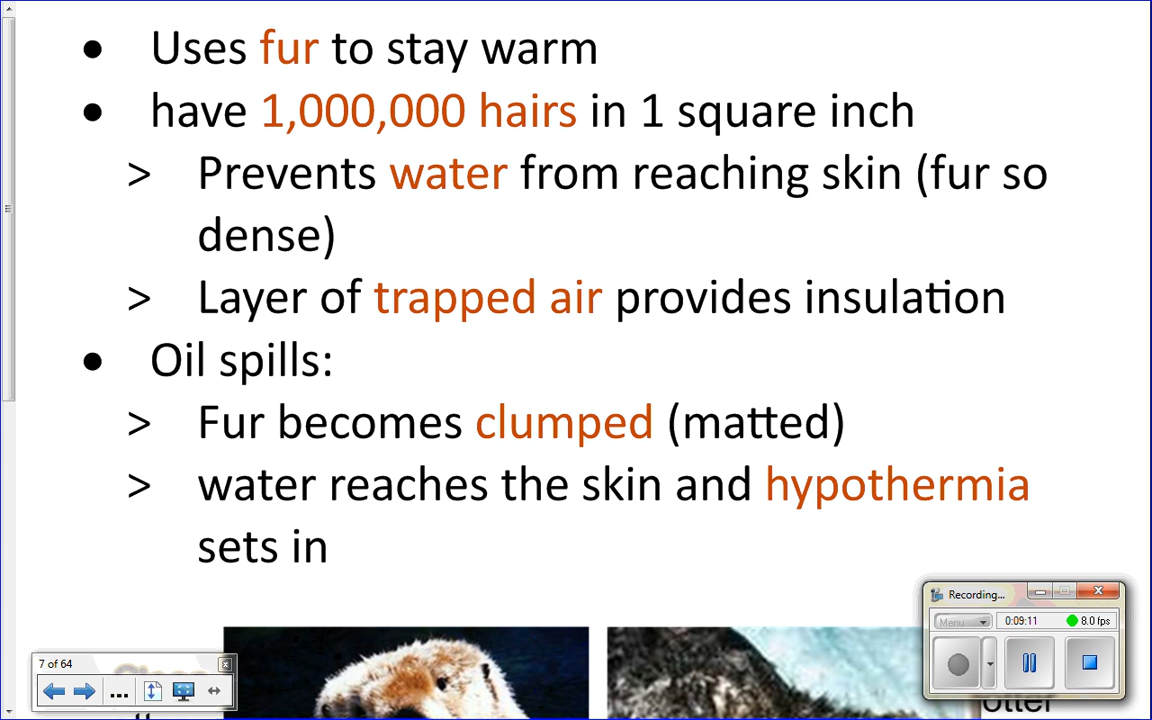 • Uses fur to stay warm
• have 1,000,000 hairs in 1 square inch
> Prevents water from reaching skin (fur so
dense)
> Layer of trapped air provides insulation
• Oil spills:
> Fur becomes clumped (matted)
> water reaches the skin and hypothermia
sets in
Recording...
Menu 0:09:11 8.0 fps
7 of 64
...
otter